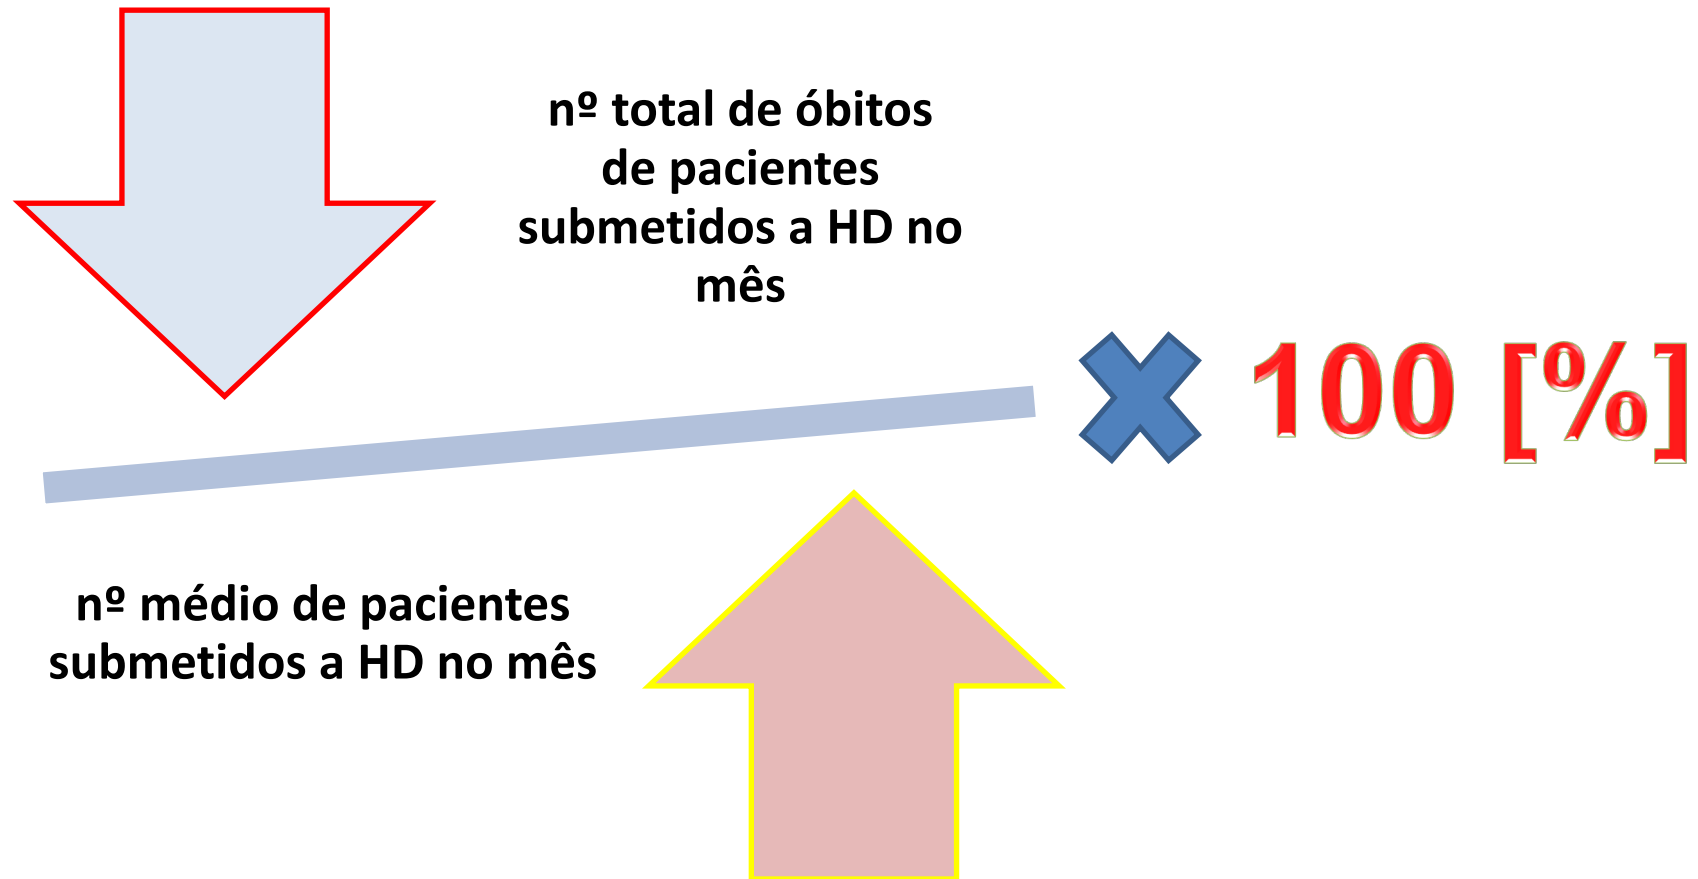 nº total de óbitos
de pacientes
submetidos a HD no
mês
100 [%]
nº médio de pacientes
submetidos a HD no mês